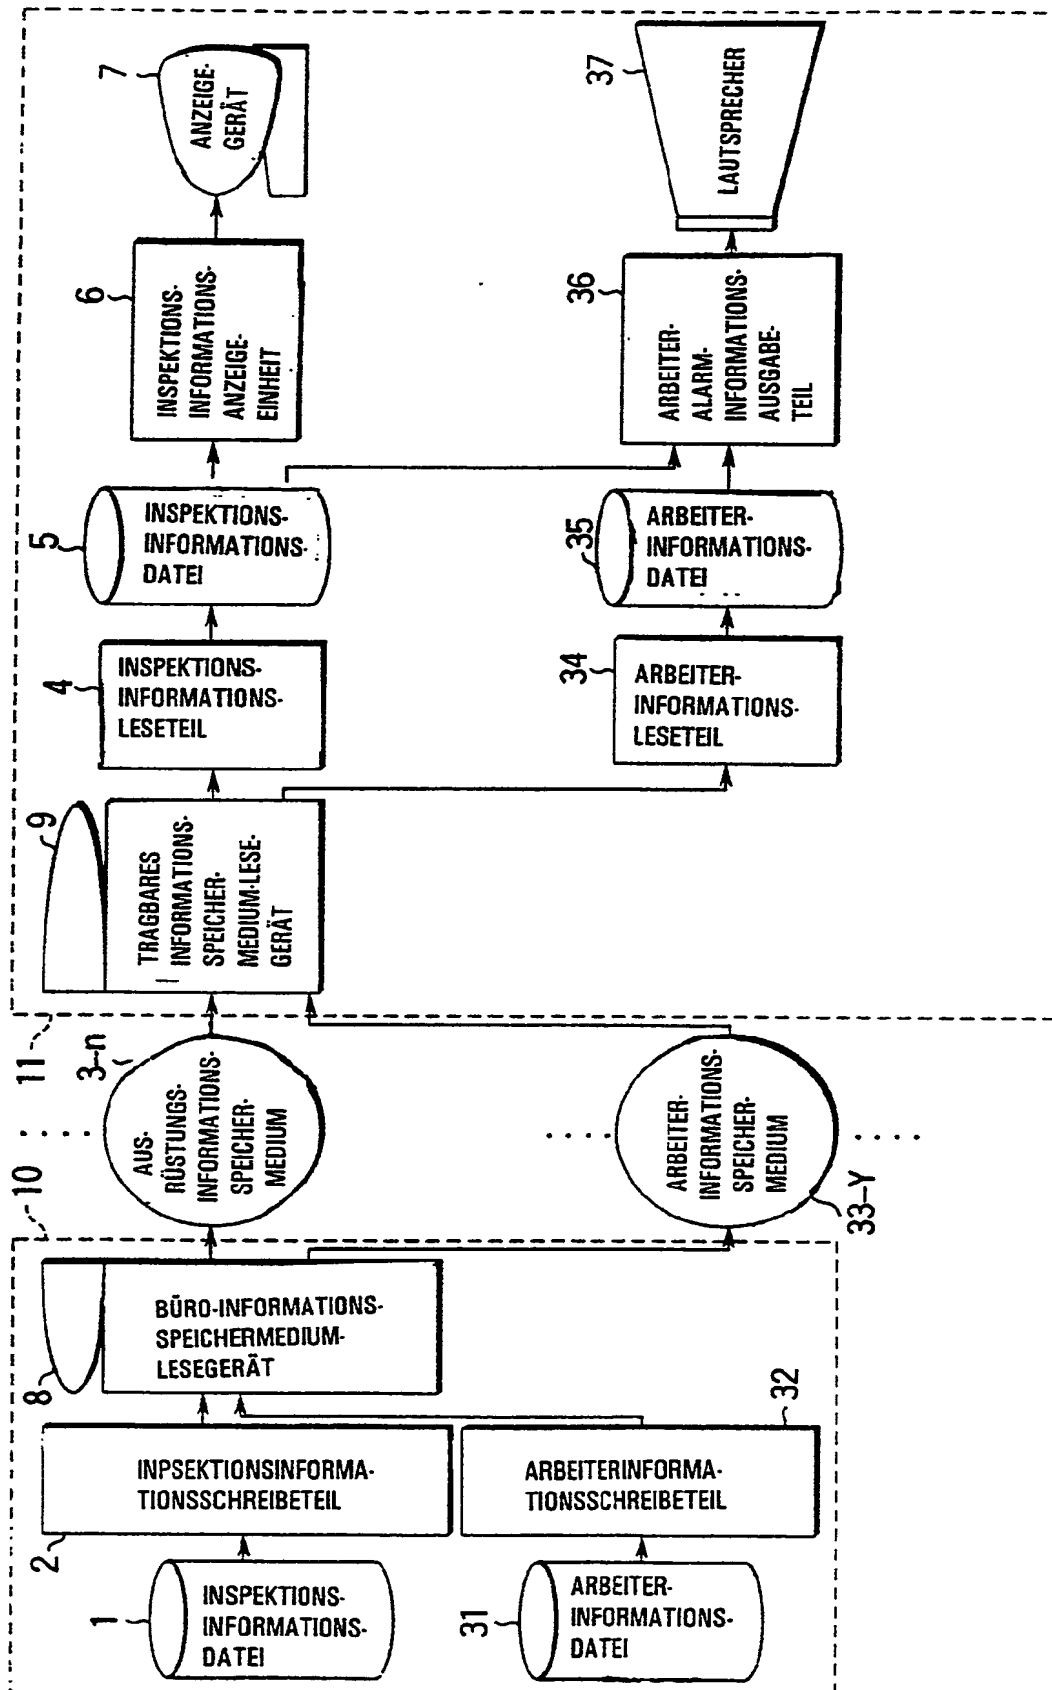 10
1
INSPEKTIONS-
INFORMATIONS-
DATEI
2
INPSEKTIONSINFORMA-
TIONSSCHREIBETEIL
8
BÜRO-INFORMATIONS-
SPEICHERMEDIUM-
LESEGERÄT
31
ARBEITER-
INFORMATIONS-
DATEI
ARBEITERINFORMA-
TIONSSCHREIBETEIL
32
3-n
AUS-
RÜSTUNGS-
INFORMATIONS-
SPEICHER-
MEDIUM
ARBEITER-
INFORMATIONS-
SPEICHER-
MEDIUM
33-Y
11
9
TRAGBARES
INFORMATIONS-
SPEICHER-
MEDIUM-LESE-
GERÄT
4
INSPEKTIONS-
INFORMATIONS-
LESETEIL
5
INSPEKTIONS-
INFORMATIONS-
DATEI
6
INSPEKTIONS-
INFORMATIONS-
ANZEIGE-
EINHEIT
7
ANZEIGE-
GERÄT
34
ARBEITER-
INFORMATIONS-
LESETEIL
35
ARBEITER-
INFORMATIONS-
DATEI
36
ARBEITER-
ALARM-
INFORMATIONS-
AUSGABE-
TEIL
37
LAUTSPRECHER